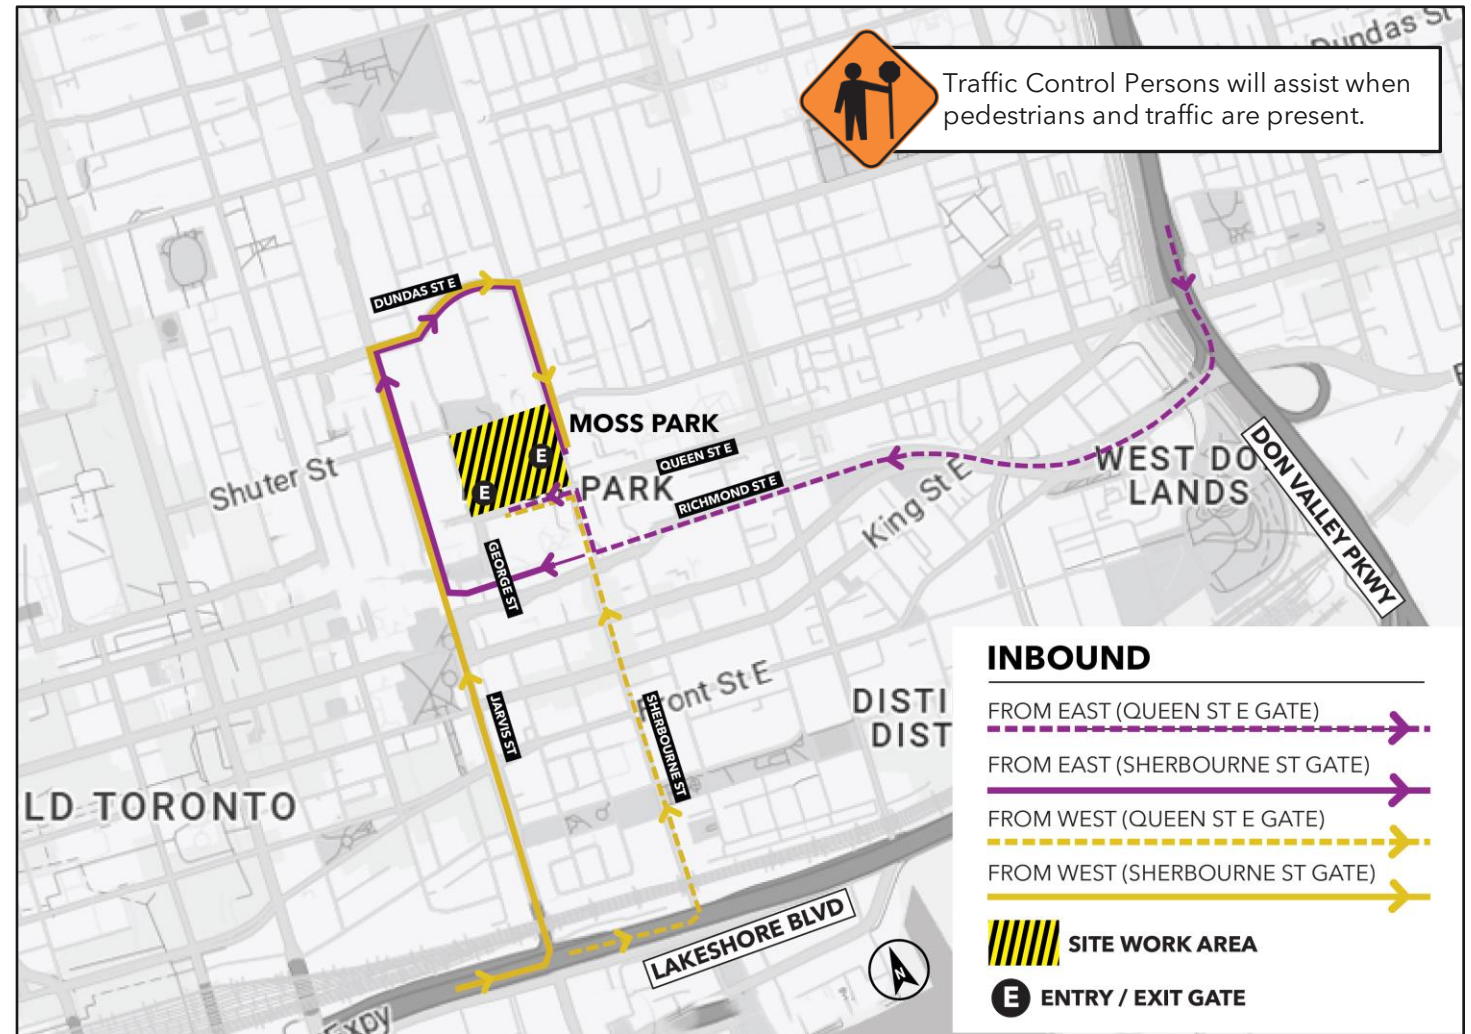 Dundas St
Traffic Control Persons will assist when
pedestrians and traffic are present.
DUNDAS ST E
MOSS PARK
QUEEN ST E
Shuter St
E
E
PARK
RICHMOND ST E
King St E
WEST DO
LANDS
DON VALLEY PKWY
GEORGE ST
JARVIS ST
SHERBOURNE ST
Front St E
DISTI
DIST
LD TORONTO
LAKESHORE BLVD
N
Expy
INBOUND
FROM EAST (QUEEN ST E GATE)
FROM EAST (SHERBOURNE ST GATE)
FROM WEST (QUEEN ST E GATE)
FROM WEST (SHERBOURNE ST GATE)
SITE WORK AREA
E ENTRY / EXIT GATE